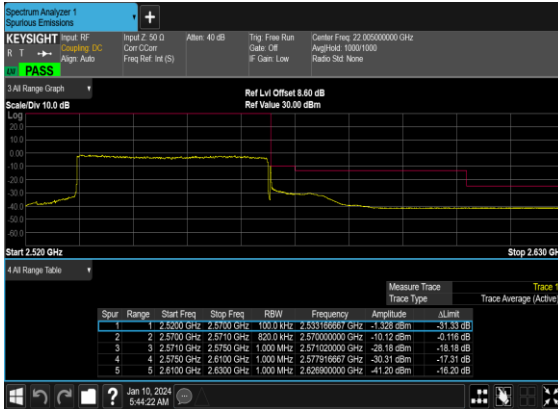 Spectrum Analyzer 1
Spurious Emissions
KEYSIGHT Input: RF Input Z: 50 Ω Atten: 40 dB Trig: Free Run Center Freq: 22.005000000 GHz
R T Coupling: DC Corr CCorr Gate: Off Avg|Hold: 1000/1000
Align: Auto Freq Ref: Int (S) IF Gain: Low Radio Std: None
PASS
3 All Range Graph
Ref Lvl Offset 8.60 dB
Scale/Div 10.0 dB Ref Value 30.00 dBm
Log
20.0
10.0
0.00
-10.0
-20.0
-30.0
-40.0
-50.0
-60.0
Start 2.520 GHz Stop 2.630 GH
4 All Range Table
Measure Trace Trace 1
Trace Type Trace Average (Active)
Spur Range Start Freq Stop Freq RBW Frequency Amplitude ΔLimit
1 1 2.5200 GHz 2.5700 GHz 100.0 kHz 2.533166667 GHz -1.328 dBm -31.33 dB
2 2 2.5700 GHz 2.5710 GHz 820.0 kHz 2.570000000 GHz -10.12 dBm -0.116 dB
3 3 2.5710 GHz 2.5750 GHz 1.000 MHz 2.571020000 GHz -28.18 dBm -18.18 dB
4 4 2.5750 GHz 2.6100 GHz 1.000 MHz 2.577916667 GHz -30.31 dBm -17.31 dB
5 5 2.6100 GHz 2.6300 GHz 1.000 MHz 2.626900000 GHz -41.20 dBm -16.20 dB
Jan 10, 2024
5:44:22 AM